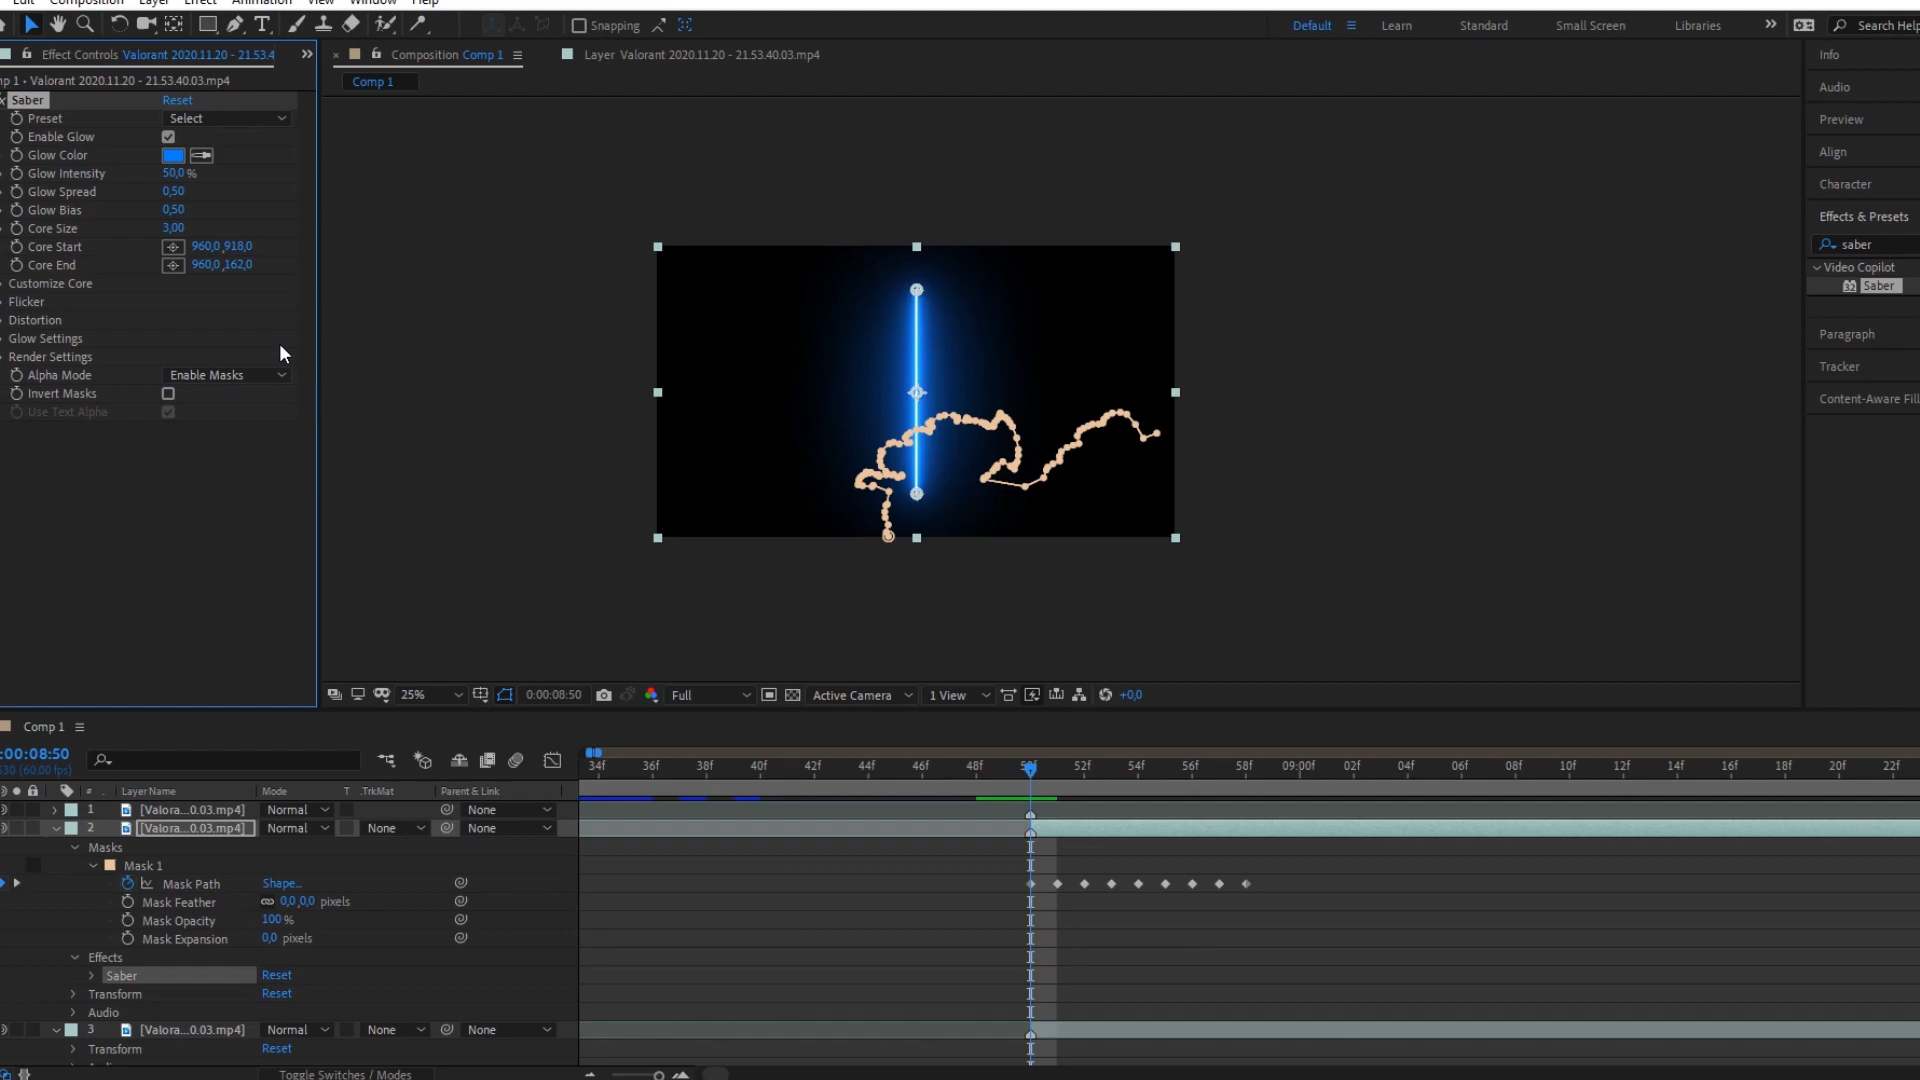 Edit Composition Layer Effect Animation View Window Help
Snapping Default Learn Standard Small Screen Libraries Search Help
Effect Controls Valorant 2020.11.20 - 21.53.4
Composition Comp 1
Layer Valorant 2020.11.20 - 21.53.40.03.mp4
Info
mp 1 • Valorant 2020.11.20 - 21.53.40.03.mp4
Comp 1
Audio
Saber Reset
Preset Select
Preview
Enable Glow
Glow Color
Align
Glow Intensity 50,0 %
Character
Glow Spread 0,50
Glow Bias 0,50
Effects & Presets
Core Size 3,00
Core Start 960,0,918,0
saber
Core End 960,0,162,0
Video Copilot
Customize Core
Saber
Flicker
Distortion
Paragraph
Glow Settings
Render Settings
Tracker
Alpha Mode Enable Masks
Invert Masks
Content-Aware Fill
Use Text Alpha
25% 0:00:08:50 Full Active Camera 1 View +0,0
Comp 1
:00:08:50
530 (60.00 fps)
34f 36f 38f 40f 42f 44f 46f 48f 50f 52f 54f 56f 58f 09:00f 02f 04f 06f 08f 10f 12f 14f 16f 18f 20f 22f
# Layer Name Mode T .TrkMat Parent & Link
1 [Valora...0.03.mp4] Normal None
2 [Valora...0.03.mp4] Normal None None
Masks
Mask 1
Mask Path Shape...
Mask Feather 0,0,0,0 pixels
Mask Opacity 100 %
Mask Expansion 0,0 pixels
Effects
Saber Reset
Transform Reset
Audio
3 [Valora...0.03.mp4] Normal None None
Transform Reset
Toggle Switches / Modes